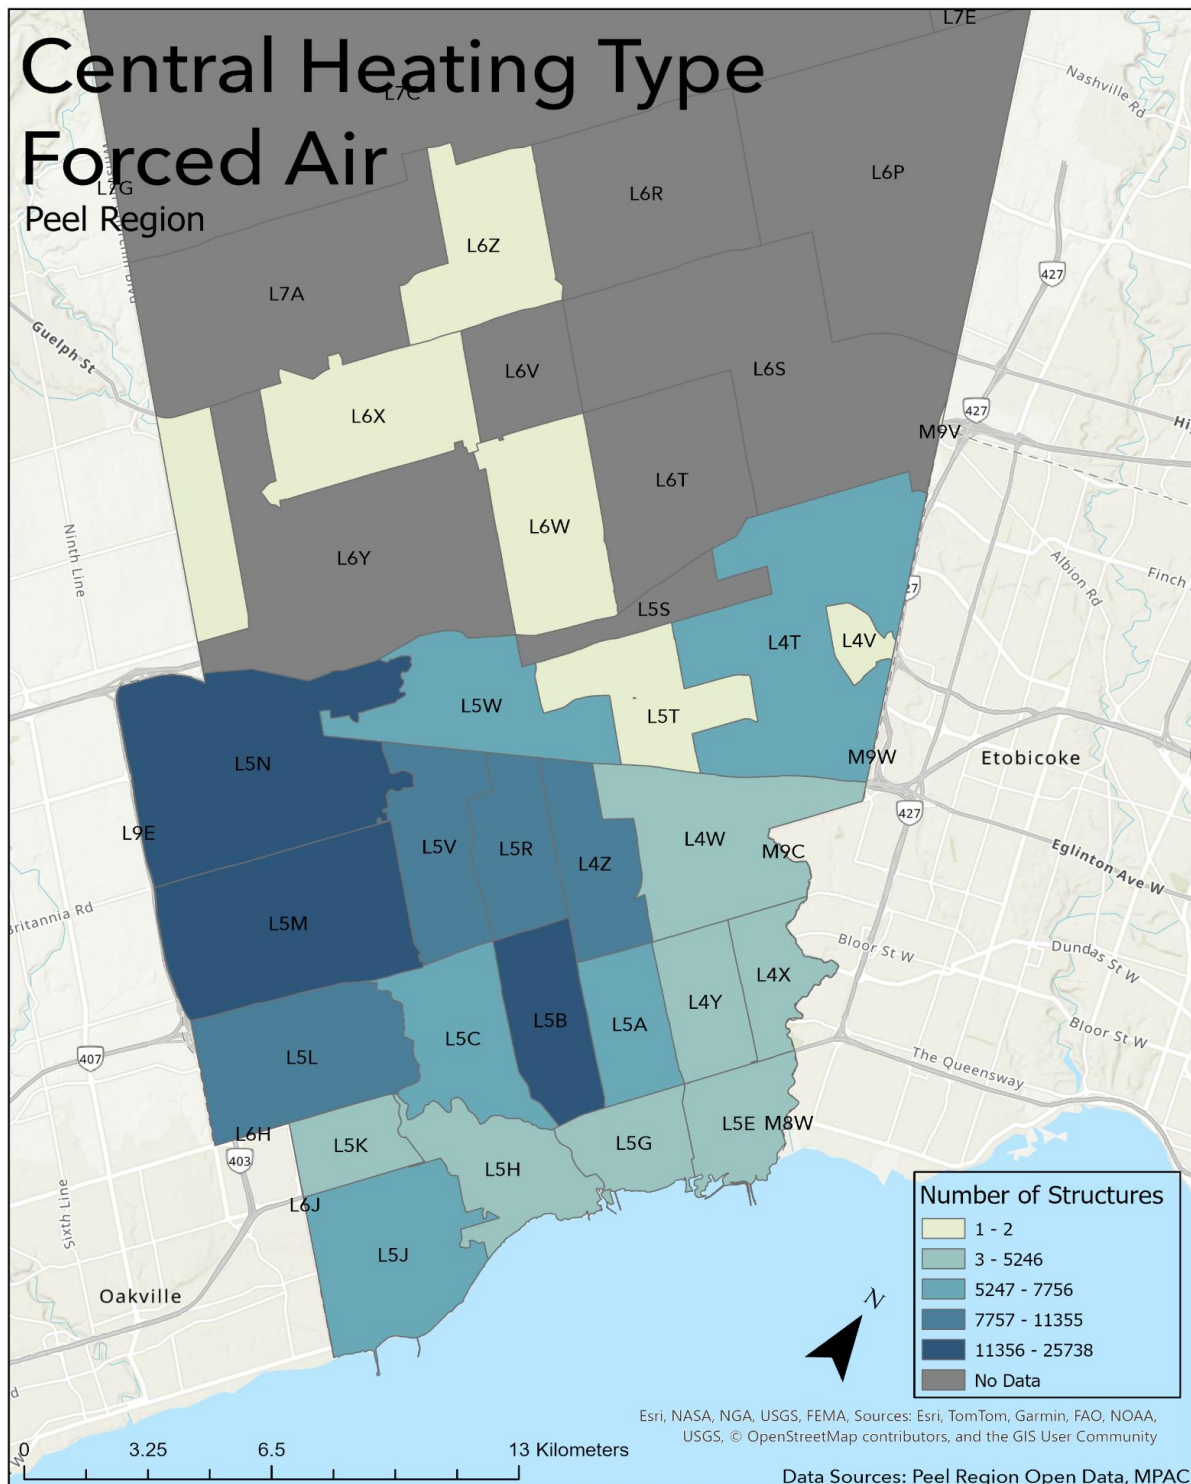 L7E
Central Heating Type
L7C
Nashville Rd
Forced Air
L6P
L7G
L6R
Peel Region
L6Z
427
L7A
Guelph St
L6V
L6S
L6X
427
M9V
L6T
L6W
Ninth Line
L6Y
Albion Rd
Finch
27
L5S
L4T
L4V
L5W
L5T
L5N
M9W
Etobicoke
427
L9E
L5V
L5R
L4Z
L4W
M9C
Eglinton Ave W
Britannia Rd
L5M
Bloor St W
Dundas St W
L4X
L4Y
L5B
L5A
L5C
Bloor St W
407
L5L
The Queensway
L6H
L5K
L5G
L5E
M8W
403
L5H
Sixth Line
L6J
L5J
Oakville
N
Number of Structures
1 - 2
3 - 5246
5247 - 7756
7757 - 11355
11356 - 25738
No Data
Esri, NASA, NGA, USGS, FEMA, Sources: Esri, TomTom, Garmin, FAO, NOAA,
USGS, © OpenStreetMap contributors, and the GIS User Community
0 3.25 6.5 13 Kilometers
Data Sources: Peel Region Open Data, MPAC